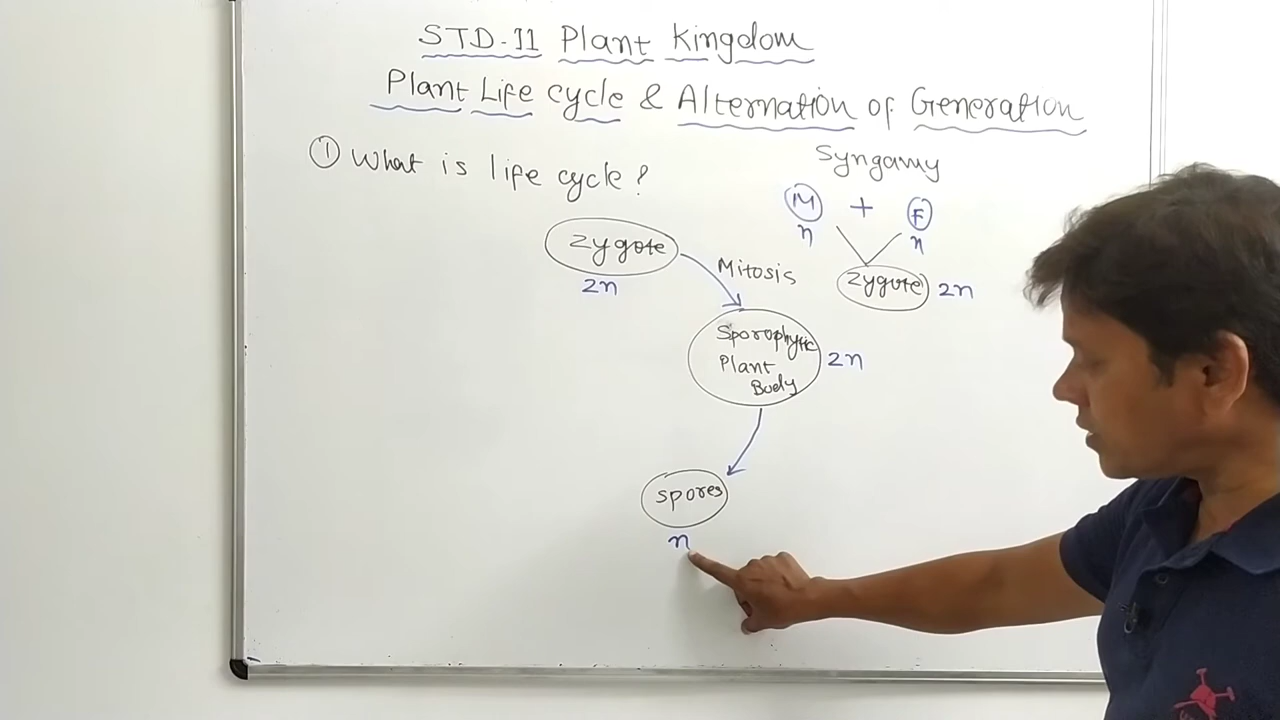 STD-11 Plant Kingdom
Plant Life cycle & Alternation of Generation
① What is life cycle?
Syngamy
M + F
n n
Zygote 2n
Zygote
2n
Mitosis
Sporophytic
Plant
Body
2n
spores
n